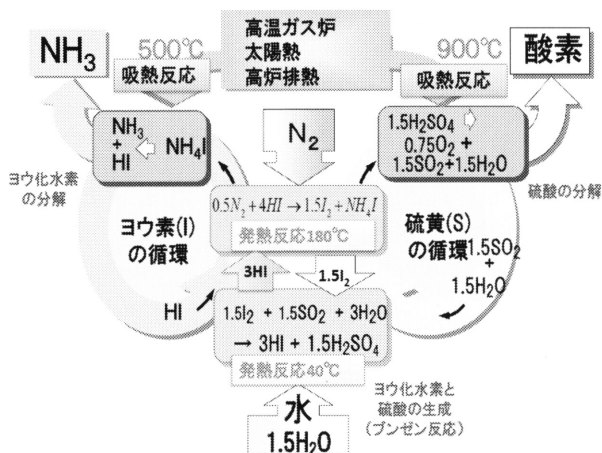 高温ガス炉
太陽熱
高炉排熱
NH₃
500℃
吸熱反応
900℃
吸熱反応
酸素
NH₃
+
HI
NH₄I
N₂
1.5H₂SO₄
0.75O₂ +
1.5SO₂+1.5H₂O
ヨウ化水素
の分解
硫酸の分解
0.5N₂+4HI→1.5I₂+NH₄I
発熱反応180℃
ヨウ素(I)
の循環
硫黄(S)
の循環
1.5SO₂
+
1.5H₂O
3HI
1.5I₂
HI
1.5I₂ + 1.5SO₂ + 3H₂O
→ 3HI + 1.5H₂SO₄
発熱反応40℃
水
1.5H₂O
ヨウ化水素と
硫酸の生成
(ブンゼン反応)